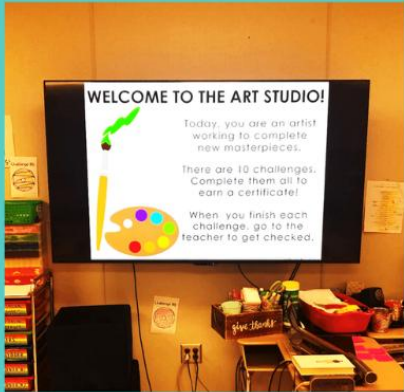 WELCOME TO THE ART STUDIO!
Today, you are an artist
working to complete
new masterpieces.
There are 10 challenges.
Complete them all to
earn a certificate!
When you finish each
challenge, go to the
teacher to get checked.
give thanks